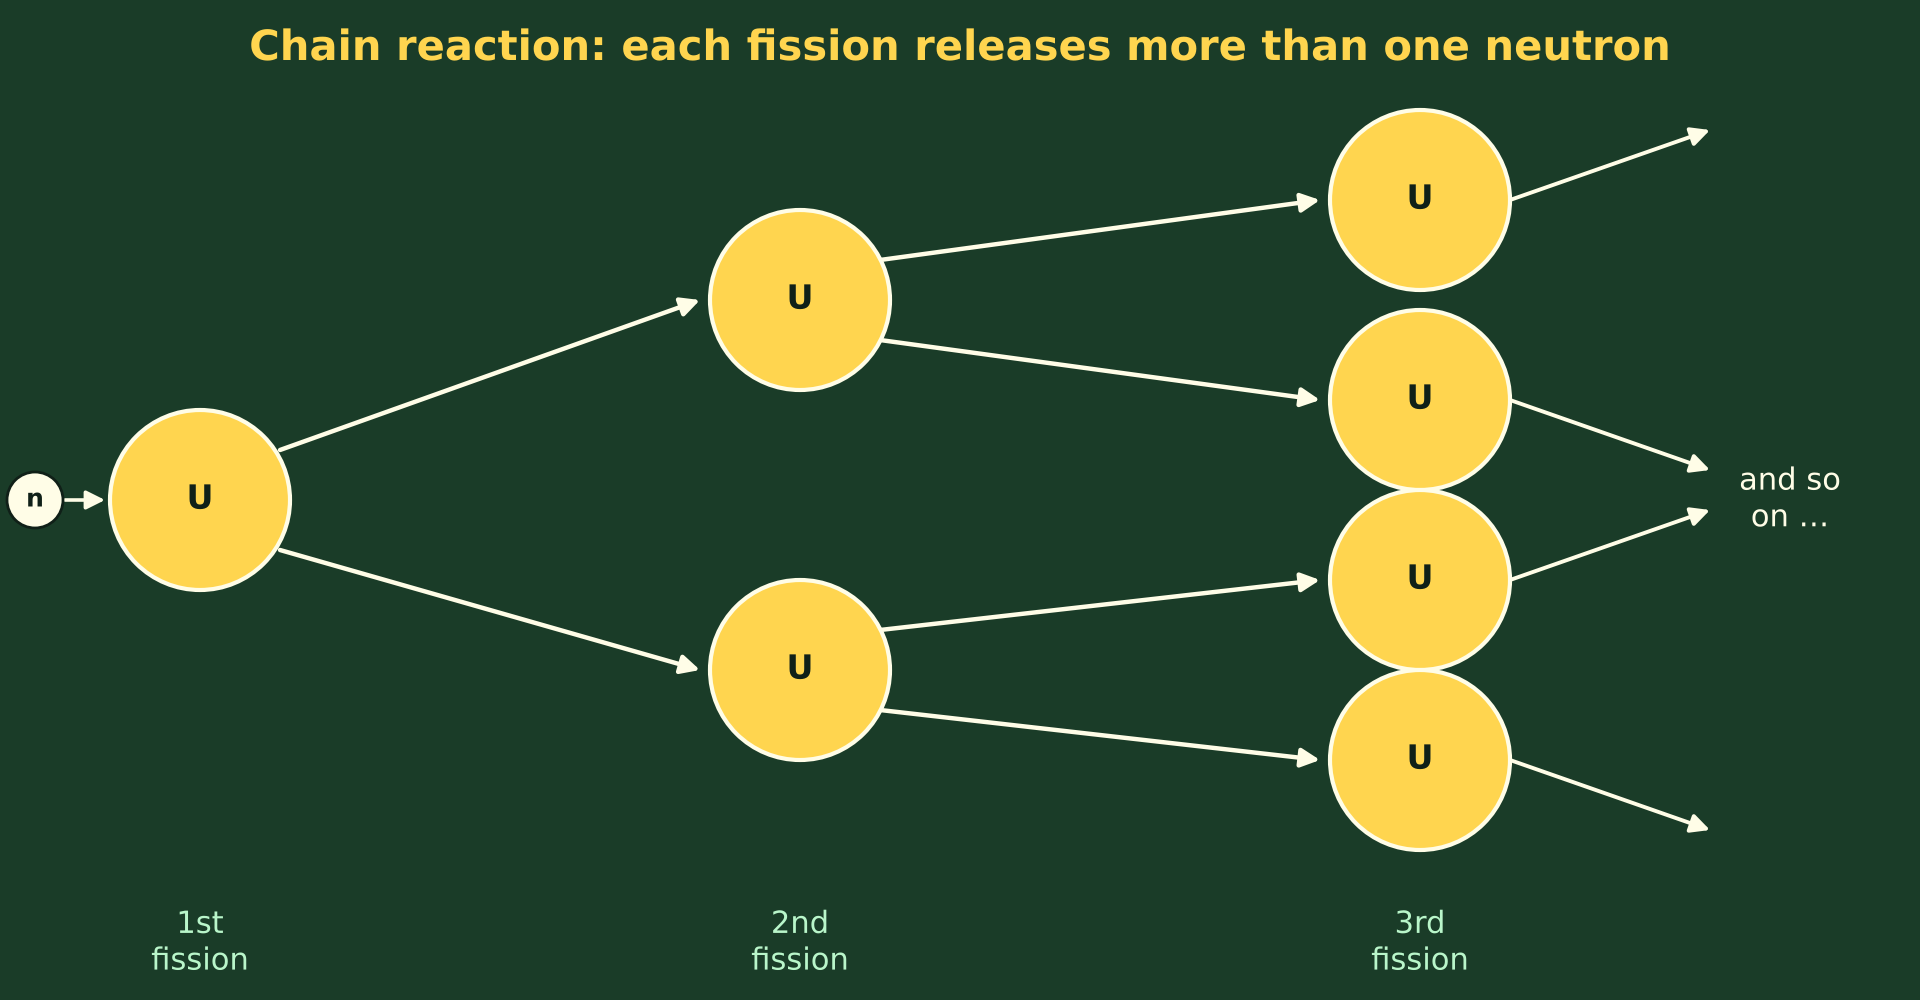 Chain reaction: each fission releases more than one neutron
n
U
U
U
U
U
U
U
and so
on ...
1st
fission
2nd
fission
3rd
fission